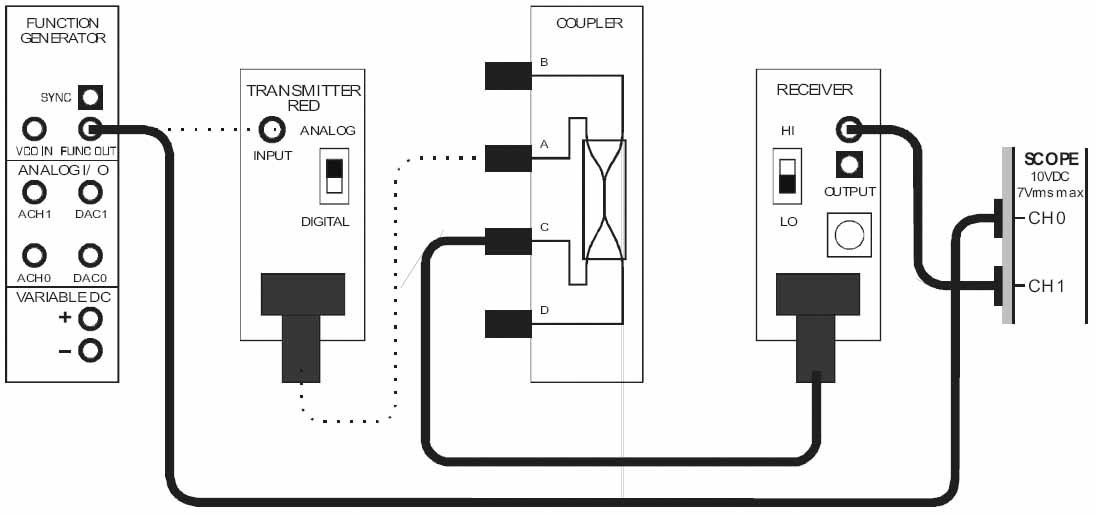 FUNCTION
GENERATOR
SYNC
VCO IN FUNC OUT
ANALOG I/ O
ACH1 DAC1
ACH0 DAC0
VARIABLE DC
+
–
TRANSMITTER
RED
ANALOG
INPUT
DIGITAL
COUPLER
B
A
C
D
RECEIVER
HI
OUTPUT
LO
SCOPE
10VDC
7Vrms max
CH0
CH1